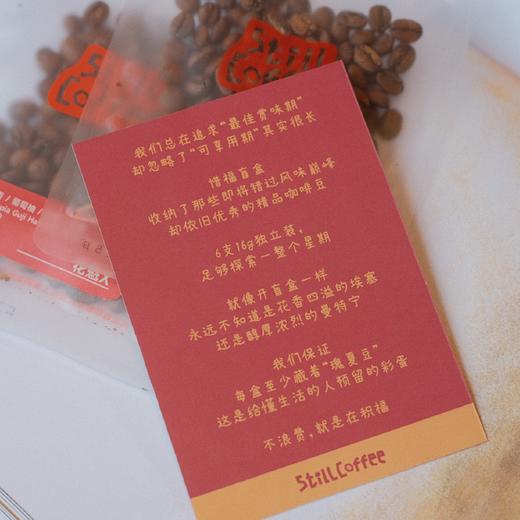 我们总在追求“最佳赏味期”
却忽略了“可享用期”其实很长
惜福盲盒
收纳了那些即将错过风味巅峰
却依旧优秀的精品咖啡豆
6支16g独立装,
足够探索一整个星期
就像开盲盒一样
永远不知道是花香四溢的埃塞
还是醇厚浓烈的曼特宁
我们保证
每盒至少藏着“瑰夏豆”
这是给懂生活的人预留的彩蛋
不浪费,就是在积福
StillCoffee
葡萄柚
Guji Ha